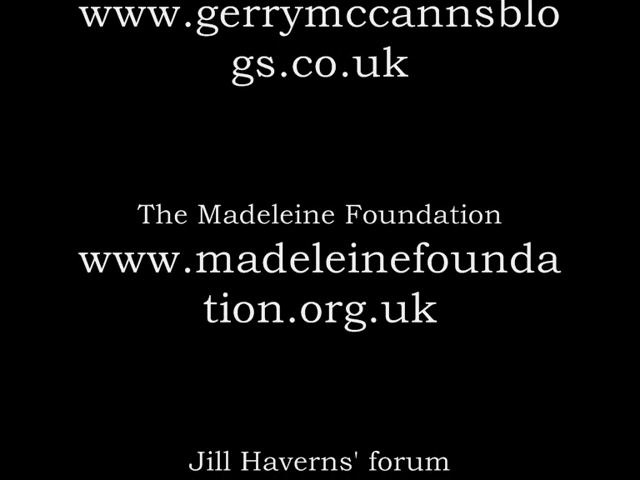 www.gerrymccannsblo
gs.co.uk
The Madeleine Foundation
www.madeleinefounda
tion.org.uk
Jill Haverns' forum